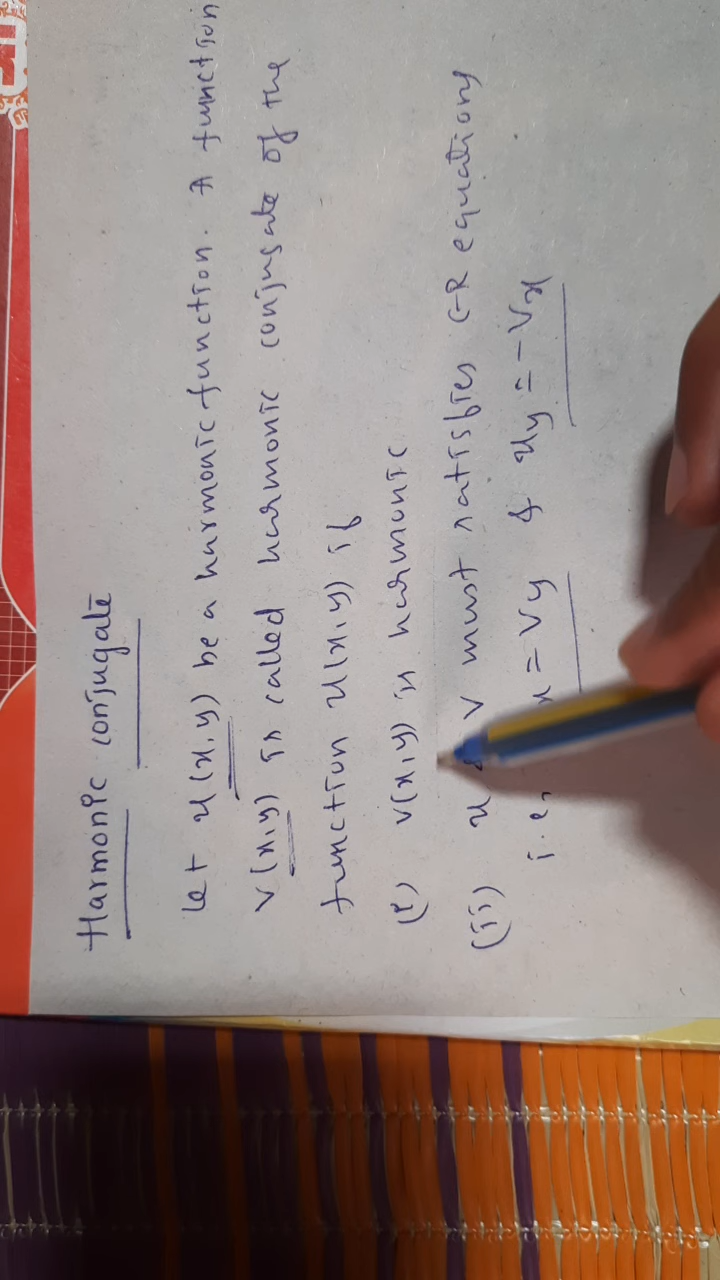 Harmonic conjugate
Let u(x,y) be a harmonic function. A function
v(x,y) is called harmonic conjugate of the
function u(x,y) if
(i) v(x,y) is harmonic
(ii) u & v must satisfies C-R equations
i.e., x = Vy & uy = -Vx